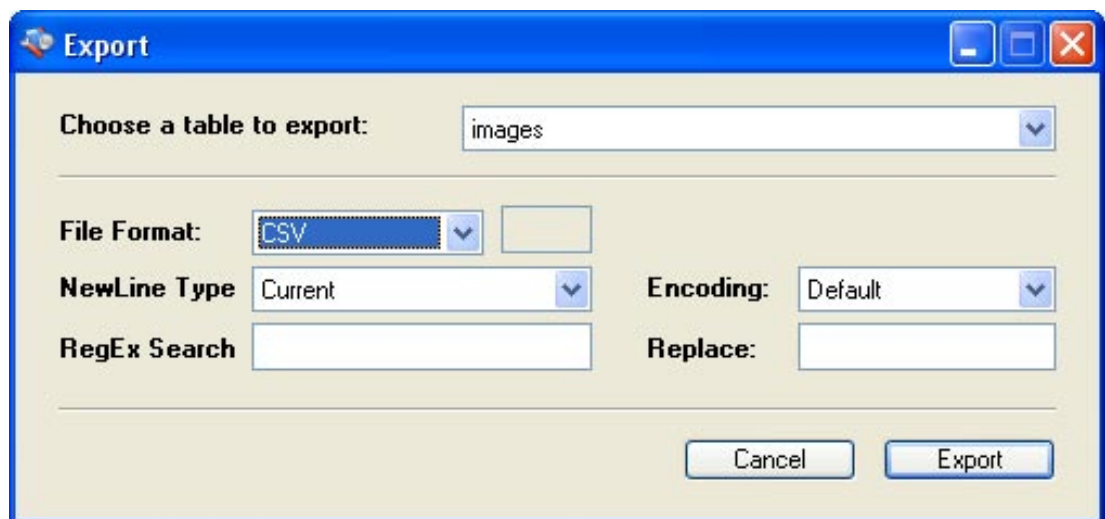 Export
Choose a table to export: images
File Format: CSV
NewLine Type Current Encoding: Default
RegEx Search Replace:
Cancel Export